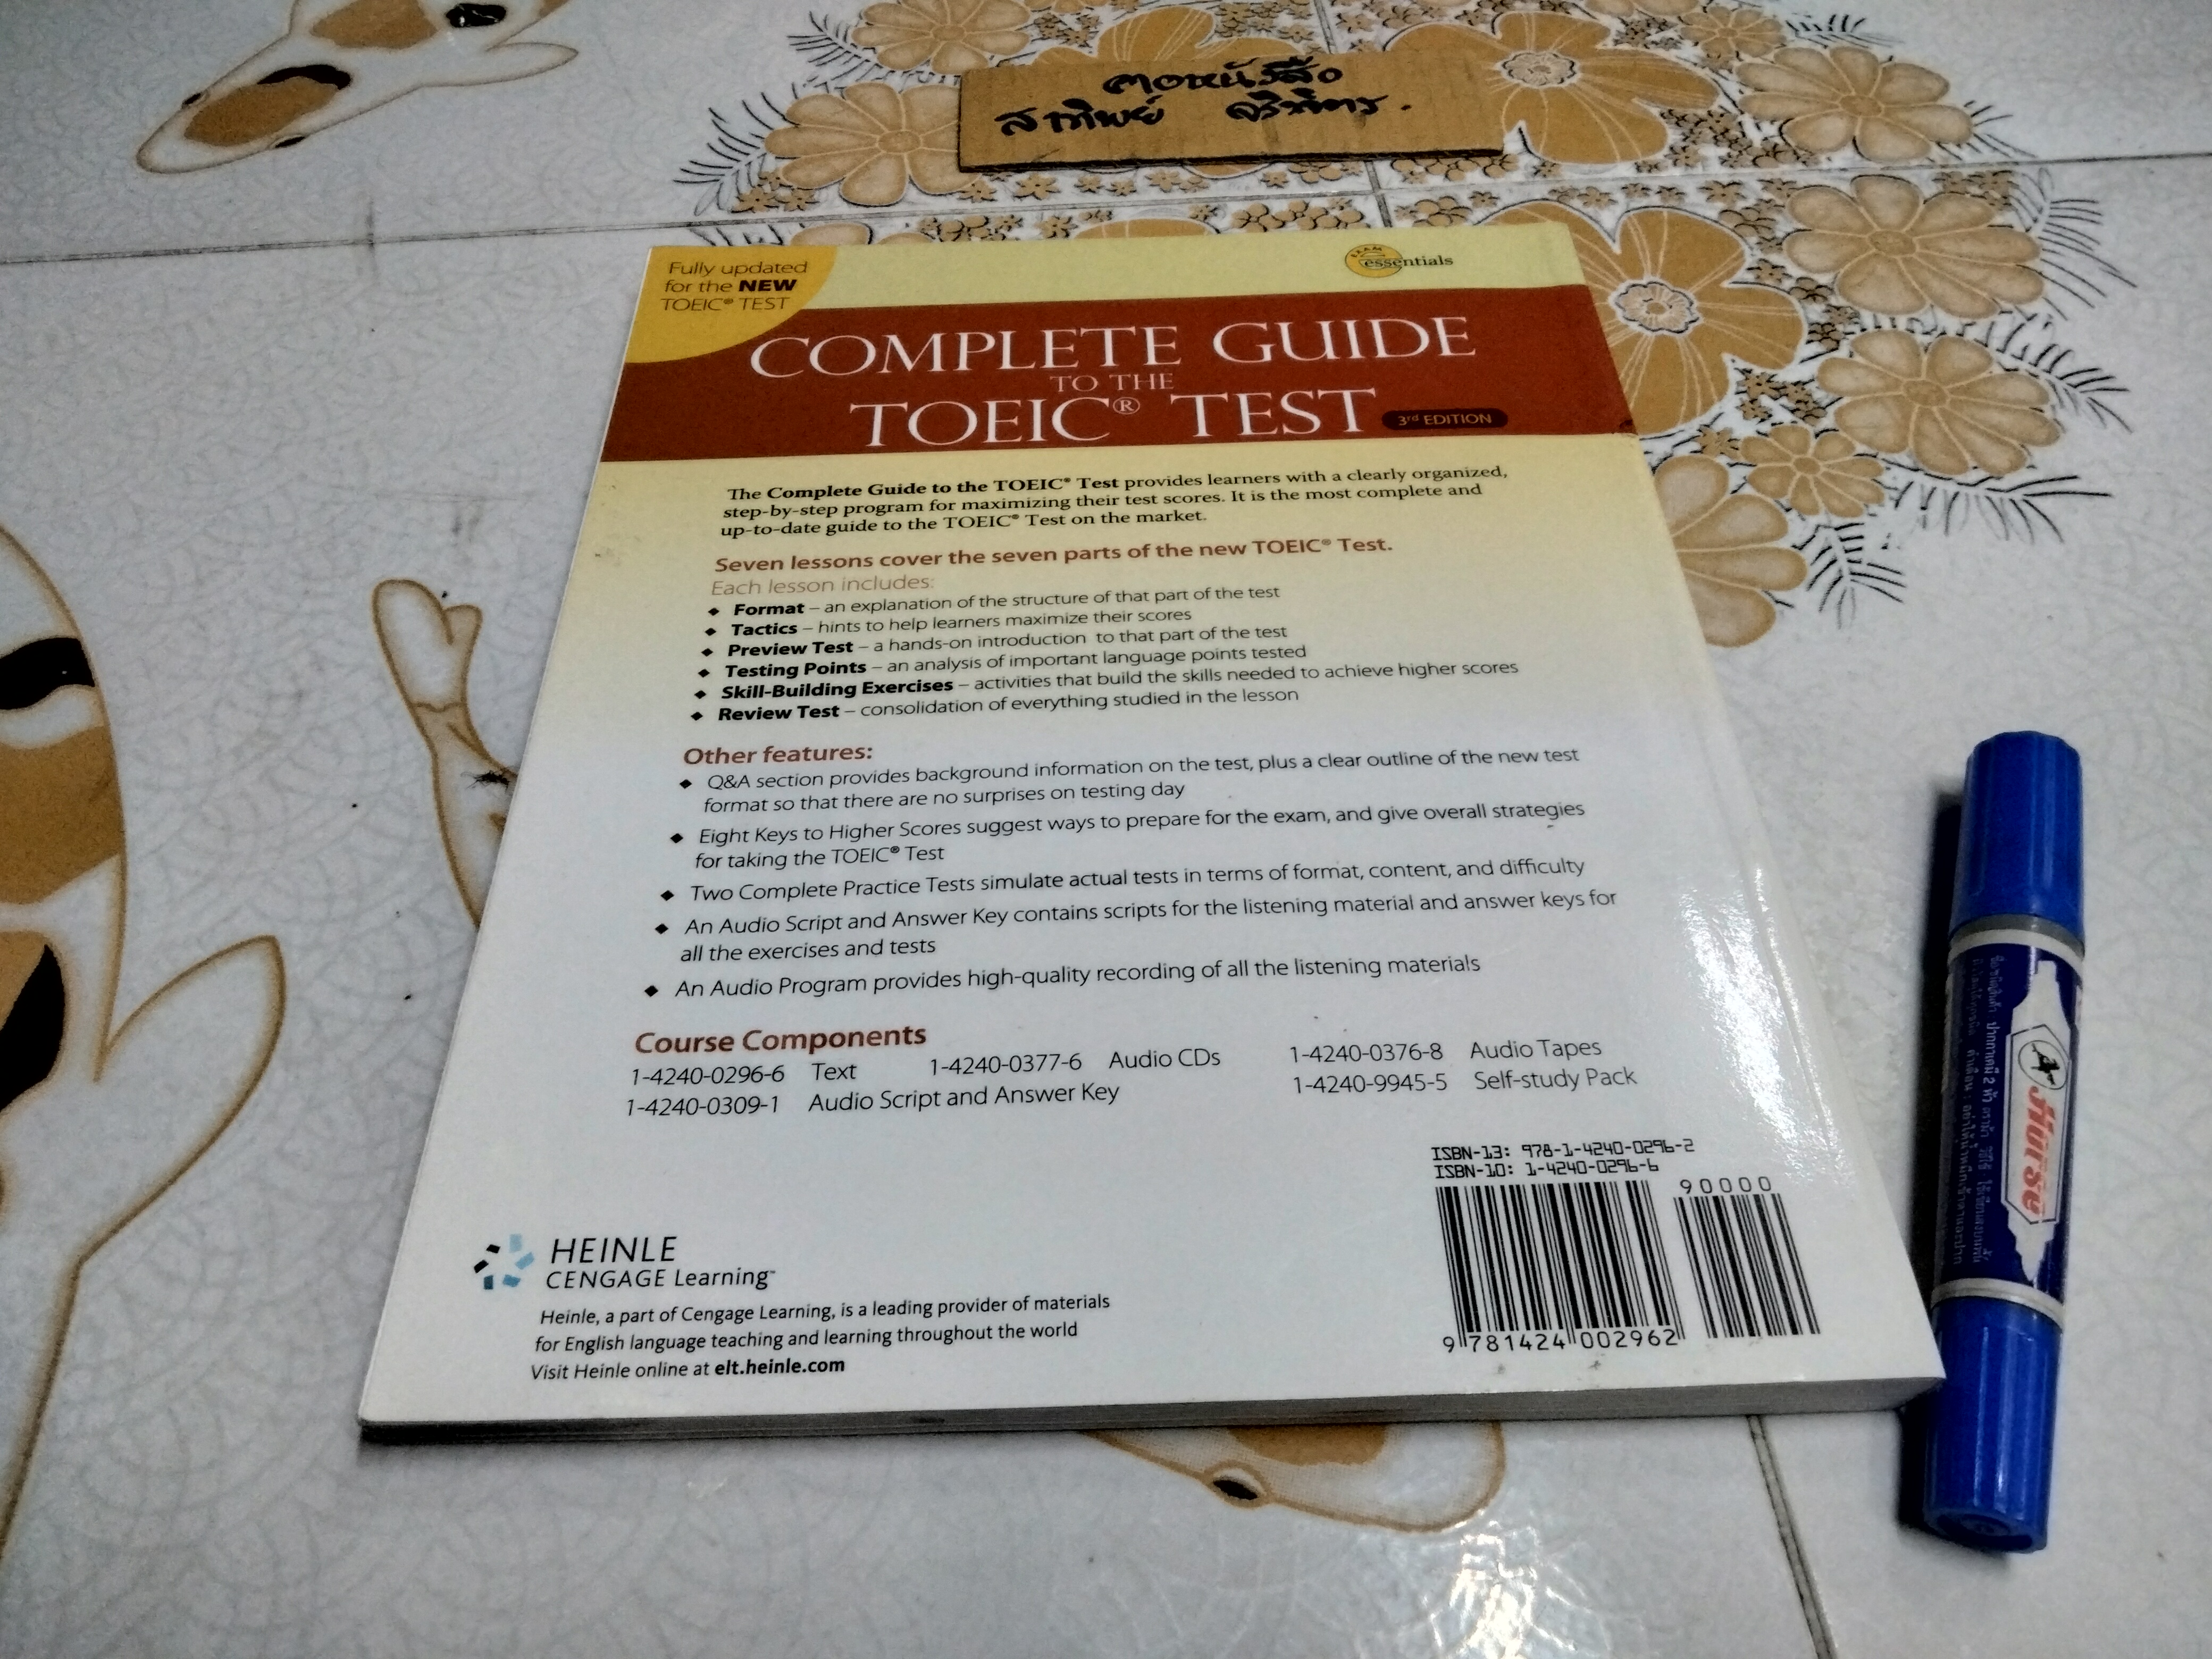 Fully updated
for the NEW
TOEIC® TEST
EXAM
essentials
COMPLETE GUIDE
TO THE
TOEIC® TEST 3rd EDITION
The Complete Guide to the TOEIC® Test provides learners with a clearly organized,
step-by-step program for maximizing their test scores. It is the most complete and
up-to-date guide to the TOEIC® Test on the market.
Seven lessons cover the seven parts of the new TOEIC® Test.
Each lesson includes:
◆ Format – an explanation of the structure of that part of the test
◆ Tactics – hints to help learners maximize their scores
◆ Preview Test – a hands-on introduction to that part of the test
◆ Testing Points – an analysis of important language points tested
◆ Skill-Building Exercises – activities that build the skills needed to achieve higher scores
◆ Review Test – consolidation of everything studied in the lesson
Other features:
◆ Q&A section provides background information on the test, plus a clear outline of the new test
format so that there are no surprises on testing day
◆ Eight Keys to Higher Scores suggest ways to prepare for the exam, and give overall strategies
for taking the TOEIC® Test
◆ Two Complete Practice Tests simulate actual tests in terms of format, content, and difficulty
◆ An Audio Script and Answer Key contains scripts for the listening material and answer keys for
all the exercises and tests
◆ An Audio Program provides high-quality recording of all the listening materials
Course Components
1-4240-0296-6 Text 1-4240-0377-6 Audio CDs 1-4240-0376-8 Audio Tapes
1-4240-0309-1 Audio Script and Answer Key 1-4240-9945-5 Self-study Pack
ISBN-13: 978-1-4240-0296-2
ISBN-10: 1-4240-0296-6
90000
9 781424 002962
HEINLE
CENGAGE Learning™
Heinle, a part of Cengage Learning, is a leading provider of materials
for English language teaching and learning throughout the world
Visit Heinle online at elt.heinle.com
Horse